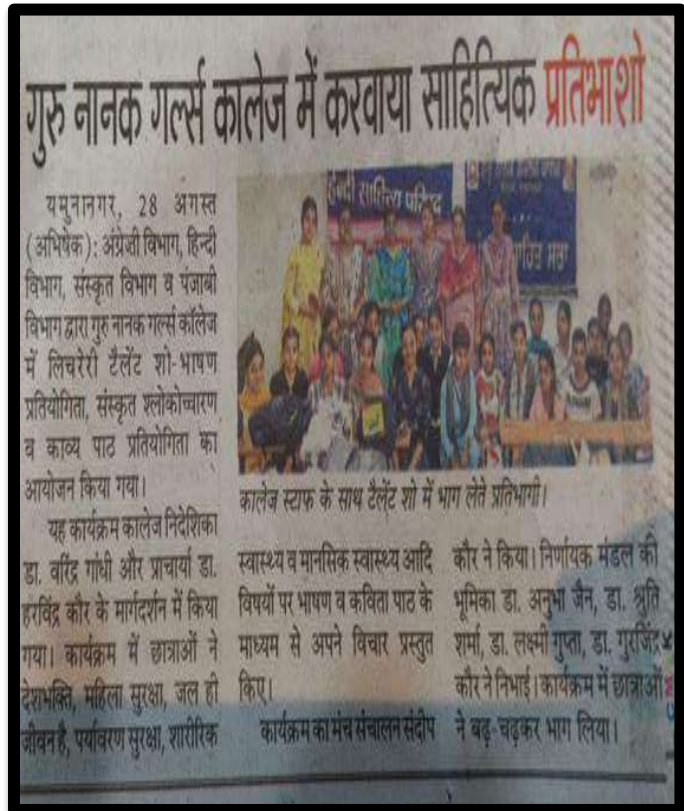 गुरु नानक गर्ल्स कालेज में करवाया साहित्यिक प्रतिभाशो
यमुनानगर, 28 अगस्त
(अभिषेक): अंग्रेजी विभाग, हिन्दी
विभाग, संस्कृत विभाग व पंजाबी
विभाग द्वारा गुरु नानक गर्ल्स कॉलेज
में लिचरेरी टैलेंट शो-भाषण
प्रतियोगिता, संस्कृत श्लोकोच्चारण
व काव्य पाठ प्रतियोगिता का
आयोजन किया गया।
यह कार्यक्रम कालेज निदेशिका
डा. वरिंद्र गांधी और प्राचार्या डा.
हरविंद्र कौर के मार्गदर्शन में किया
गया। कार्यक्रम में छात्राओं ने
देशभक्ति, महिला सुरक्षा, जल ही
जीवन है, पर्यावरण सुरक्षा, शारीरिक
हिन्दी साहित्य परिषद
कालेज स्टाफ के साथ टैलेंट शो में भाग लेते प्रतिभागी।
स्वास्थ्य व मानसिक स्वास्थ्य आदि
विषयों पर भाषण व कविता पाठ के
माध्यम से अपने विचार प्रस्तुत
किए।
कार्यक्रम का मंच संचालन संदीप
कौर ने किया। निर्णायक मंडल की
भूमिका डा. अनुभा जैन, डा. श्रुति
शर्मा, डा. लक्ष्मी गुप्ता, डा. गुरजिंद्र
कौर ने निभाई। कार्यक्रम में छात्राओं
ने बढ़-चढ़कर भाग लिया।